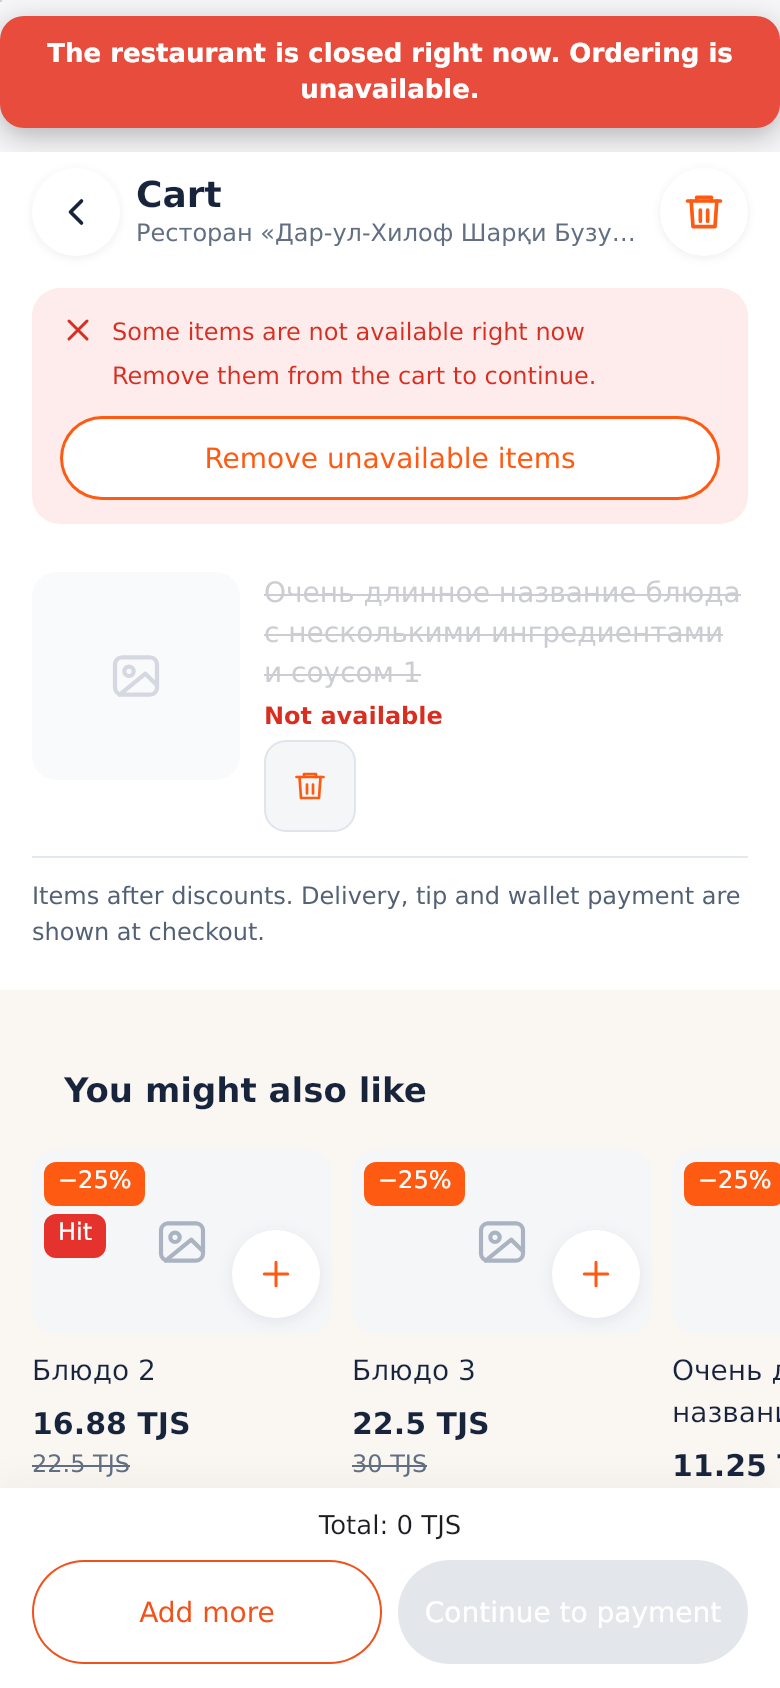 The restaurant is closed right now. Ordering is
unavailable.
Cart
Ресторан «Дар-ул-Хилоф Шарқи Бузу...
Some items are not available right now
Remove them from the cart to continue.
Remove unavailable items
Очень длинное название блюда
с несколькими ингредиентами
и соусом 1
Not available
Items after discounts. Delivery, tip and wallet payment are
shown at checkout.
You might also like
−25%
Hit
Блюдо 2
16.88 TJS
22.5 TJS
−25%
Блюдо 3
22.5 TJS
30 TJS
−25%
Очень
11.25
Total: 0 TJS
Add more
Continue to payment